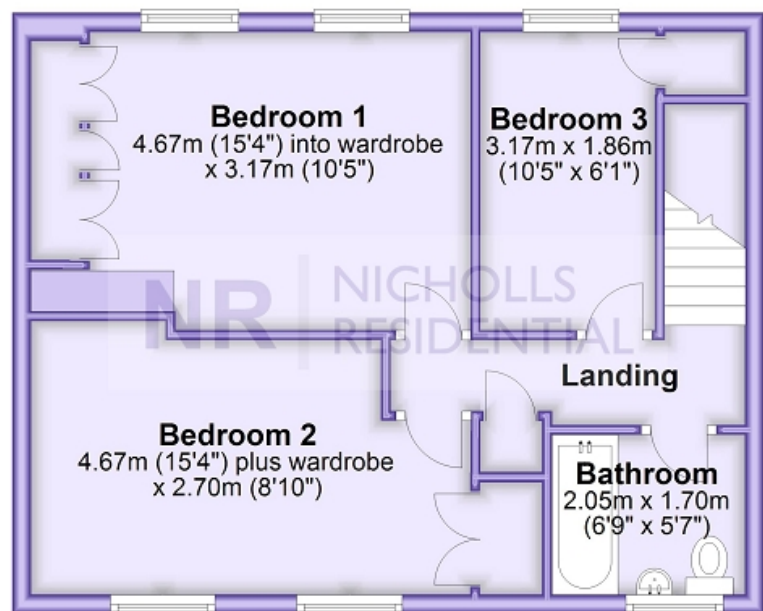 Bedroom 1
4.67m (15'4") into wardrobe
x 3.17m (10'5")
Bedroom 3
3.17m x 1.86m
(10'5" x 6'1")
NR
NICHOLLS
RESIDENTIAL
Landing
Bedroom 2
4.67m (15'4") plus wardrobe
x 2.70m (8'10")
Bathroom
2.05m x 1.70m
(6'9" x 5'7")